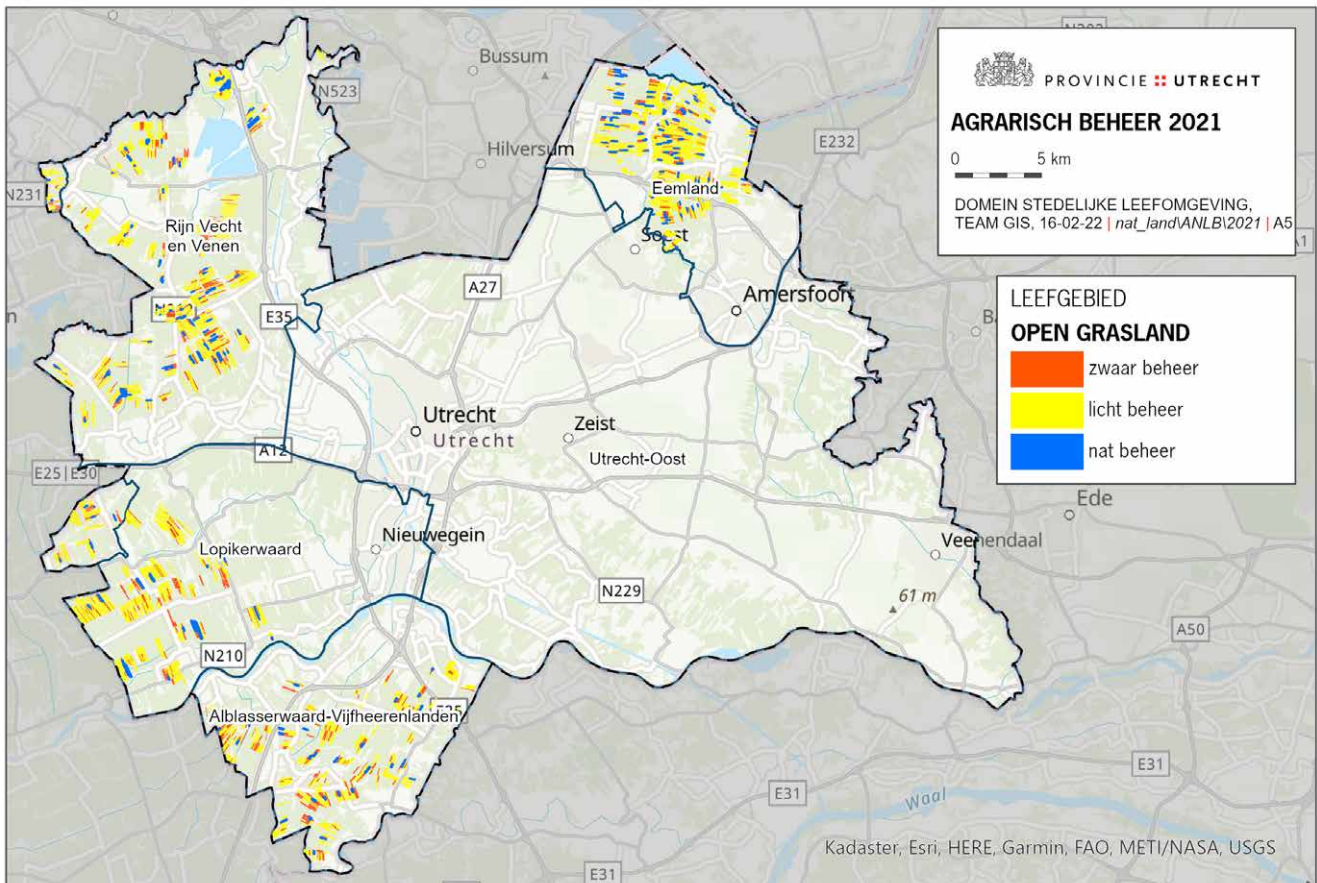 PROVINCIE UTRECHT
AGRARISCH BEHEER 2021
0 5 km
DOMEIN STEDELIJKE LEEFOMGEVING,
TEAM GIS, 16-02-22 | nat_land\ANLB\2021 | A5
LEEFGEBIED
OPEN GRASLAND
zwaar beheer
licht beheer
nat beheer
Bussum
N523
E232
Hilversum
N231
Eemland
Rijn Vecht
en Venen
Soest
A1
A27
Amersfoort
E35
Utrecht
Utrecht
Zeist
A12
Utrecht-Oost
E25|E30
Ede
Lopikerwaard
Nieuwegein
Veenendaal
N229
61 m
A50
N210
Alblasserwaard-Vijfheerenlanden
E31
E31
Waal
E31
Kadaster, Esri, HERE, Garmin, FAO, METI/NASA, USGS